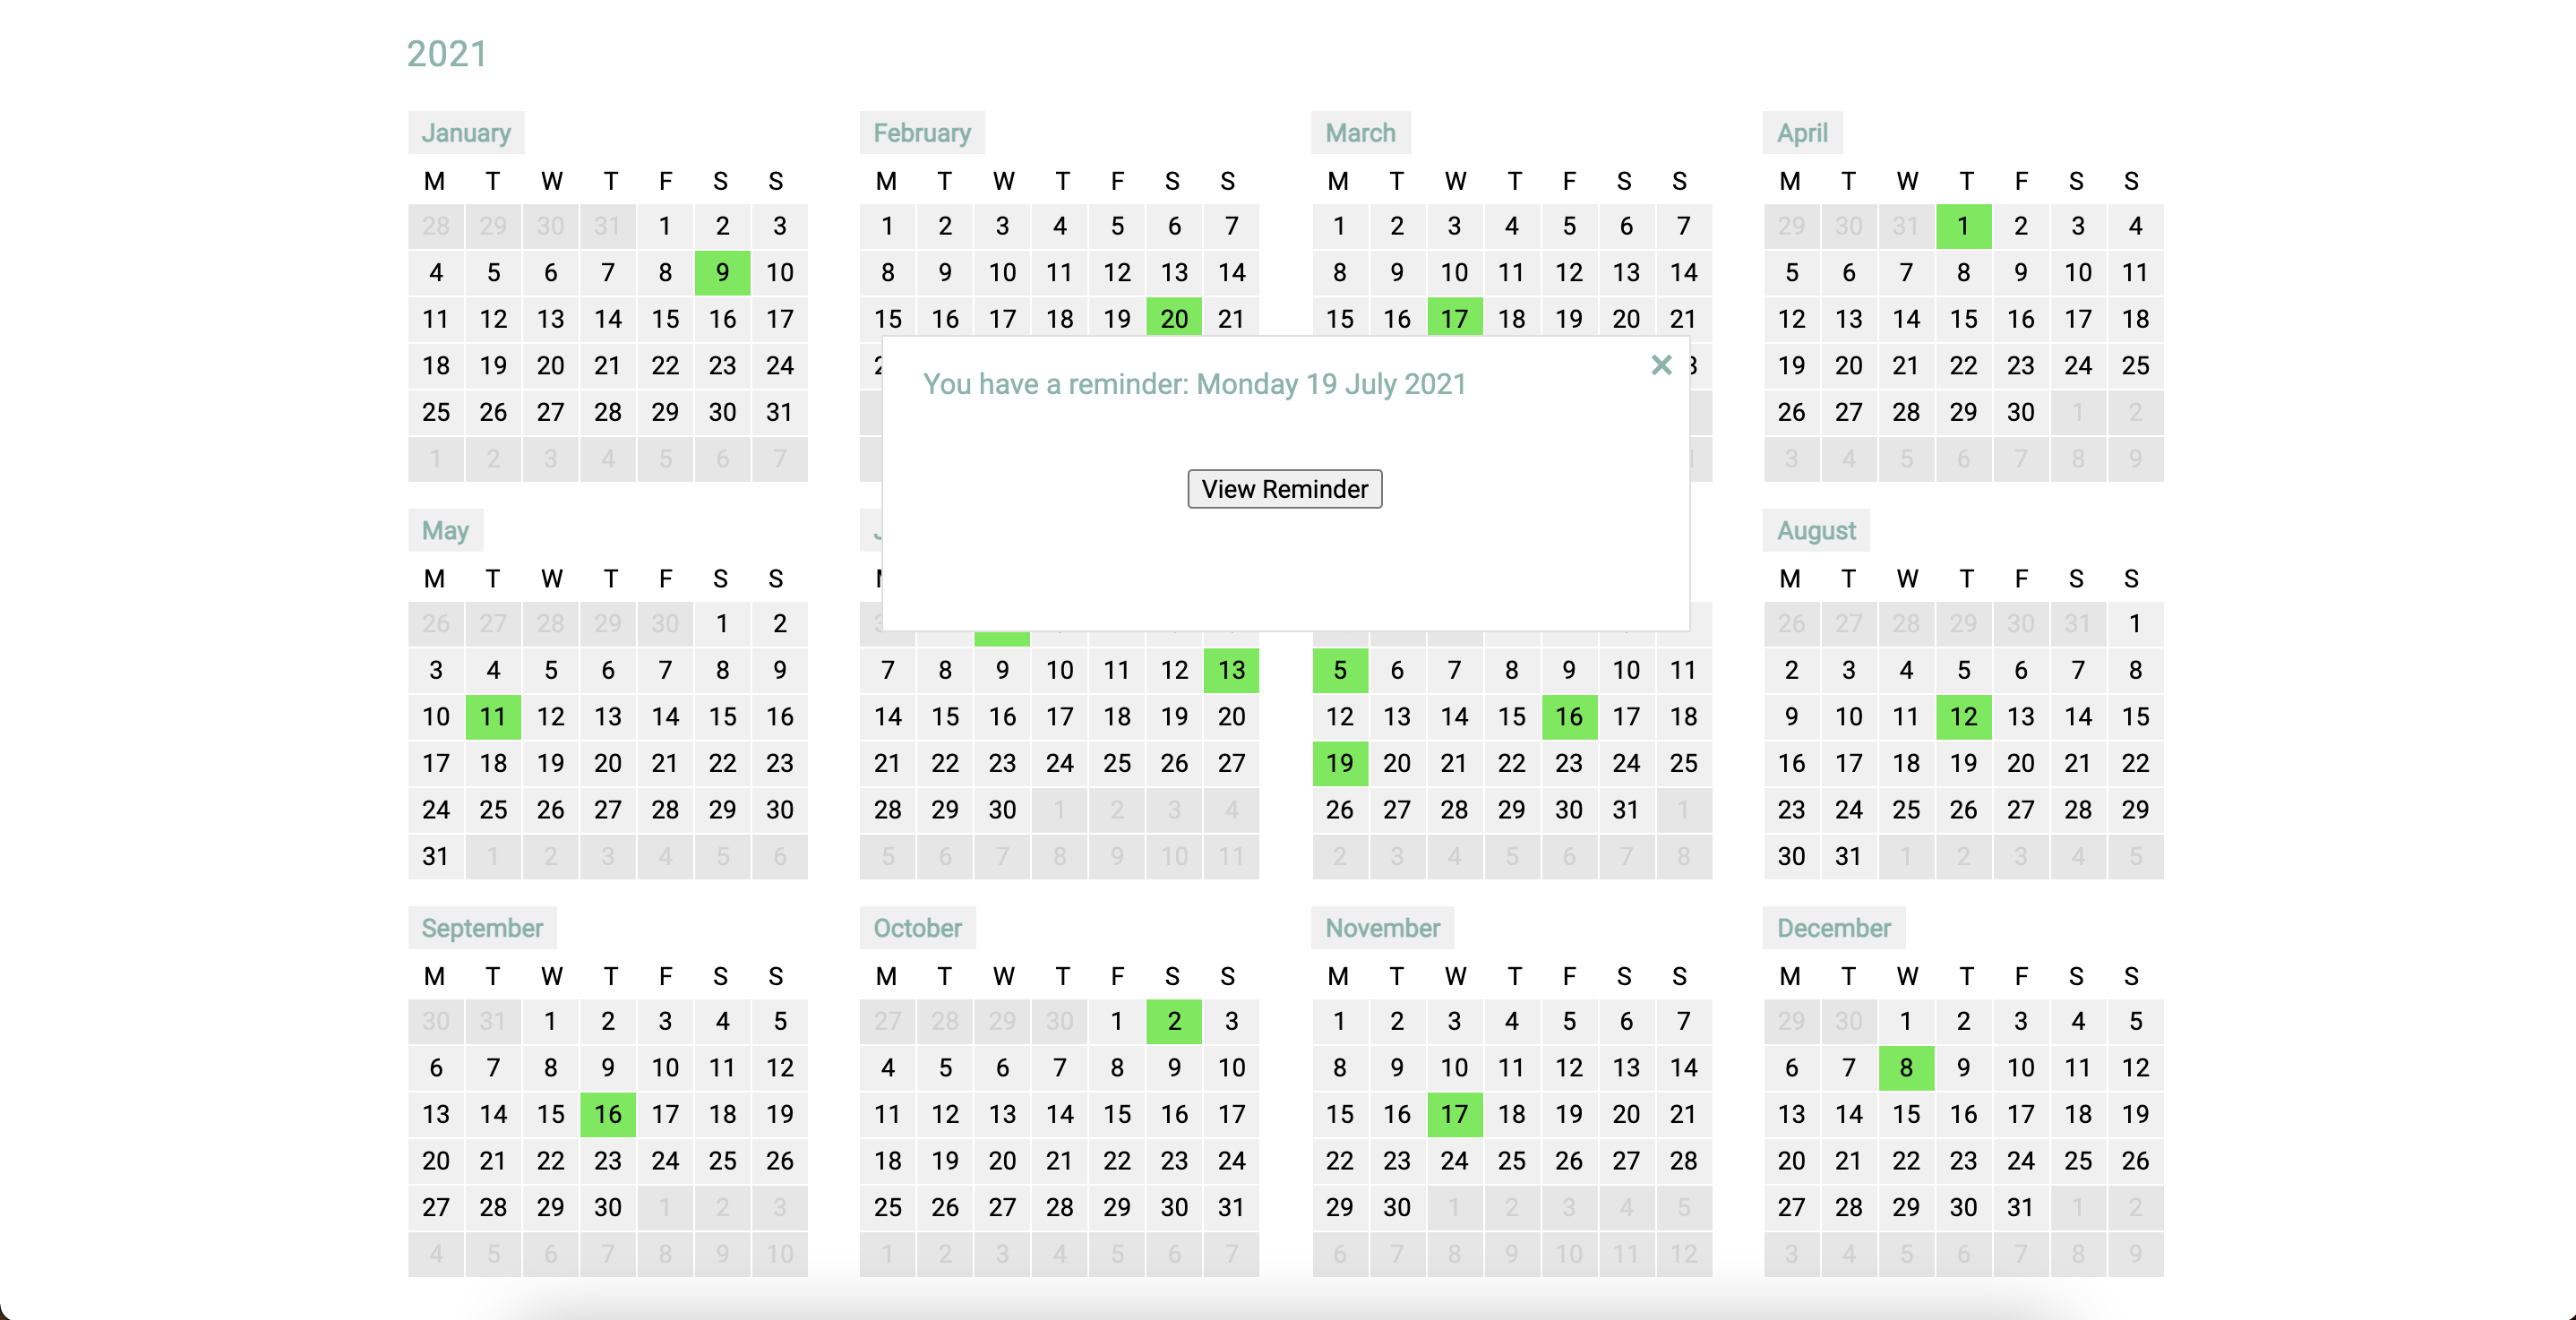 2021
January February March April
M T W T F S S M T W T F S S M T W T F S S M T W T F S S
28 29 30 31 1 2 3 1 2 3 4 5 6 7 1 2 3 4 5 6 7 29 30 31 1 2 3 4
4 5 6 7 8 9 10 8 9 10 11 12 13 14 8 9 10 11 12 13 14 5 6 7 8 9 10 11
11 12 13 14 15 16 17 15 16 17 18 19 20 21 15 16 17 18 19 20 21 12 13 14 15 16 17 18
18 19 20 21 22 23 24 19 20 21 22 23 24 25
You have a reminder: Monday 19 July 2021 ×
25 26 27 28 29 30 31 26 27 28 29 30 1 2
1 2 3 4 5 6 7 3 4 5 6 7 8 9
View Reminder
May August
M T W T F S S M T W T F S S
26 27 28 29 30 1 2 26 27 28 29 30 31 1
3 4 5 6 7 8 9 7 8 9 10 11 12 13 5 6 7 8 9 10 11 2 3 4 5 6 7 8
10 11 12 13 14 15 16 14 15 16 17 18 19 20 12 13 14 15 16 17 18 9 10 11 12 13 14 15
17 18 19 20 21 22 23 21 22 23 24 25 26 27 19 20 21 22 23 24 25 16 17 18 19 20 21 22
24 25 26 27 28 29 30 28 29 30 1 2 3 4 26 27 28 29 30 31 1 23 24 25 26 27 28 29
31 1 2 3 4 5 6 5 6 7 8 9 10 11 2 3 4 5 6 7 8 30 31 1 2 3 4 5
September October November December
M T W T F S S M T W T F S S M T W T F S S M T W T F S S
30 31 1 2 3 4 5 27 28 29 30 1 2 3 1 2 3 4 5 6 7 29 30 1 2 3 4 5
6 7 8 9 10 11 12 4 5 6 7 8 9 10 8 9 10 11 12 13 14 6 7 8 9 10 11 12
13 14 15 16 17 18 19 11 12 13 14 15 16 17 15 16 17 18 19 20 21 13 14 15 16 17 18 19
20 21 22 23 24 25 26 18 19 20 21 22 23 24 22 23 24 25 26 27 28 20 21 22 23 24 25 26
27 28 29 30 1 2 3 25 26 27 28 29 30 31 29 30 1 2 3 4 5 27 28 29 30 31 1 2
4 5 6 7 8 9 10 1 2 3 4 5 6 7 6 7 8 9 10 11 12 3 4 5 6 7 8 9